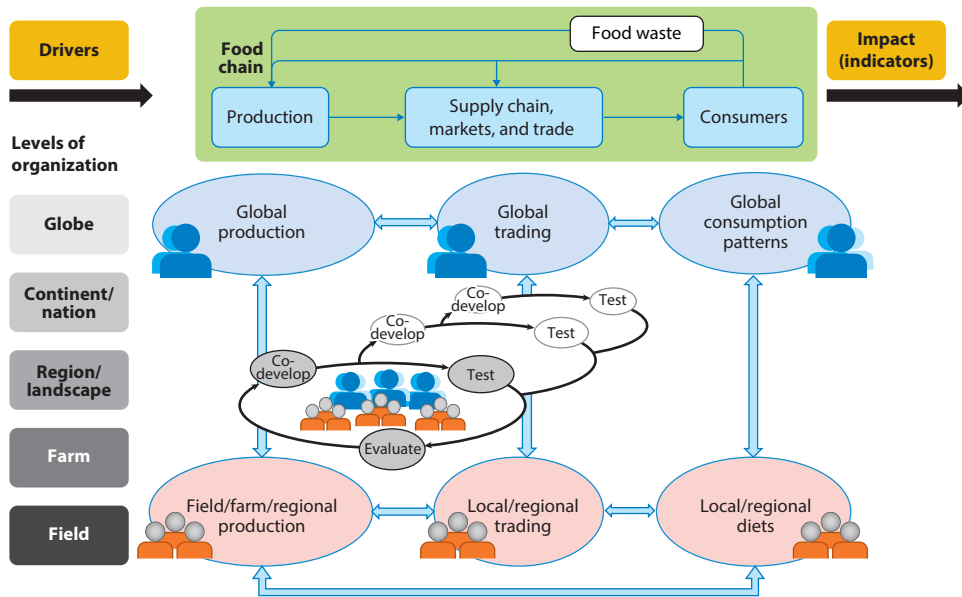 Drivers
Food
chain
Food waste
Impact
(indicators)
Production
Supply chain,
markets, and trade
Consumers
Levels of
organization
Globe
Continent/
nation
Region/
landscape
Farm
Field
Global
production
Global
trading
Global
consumption
patterns
Co-
develop
Test
Co-
develop
Test
Co-
develop
Test
Evaluate
Field/farm/regional
production
Local/regional
trading
Local/regional
diets